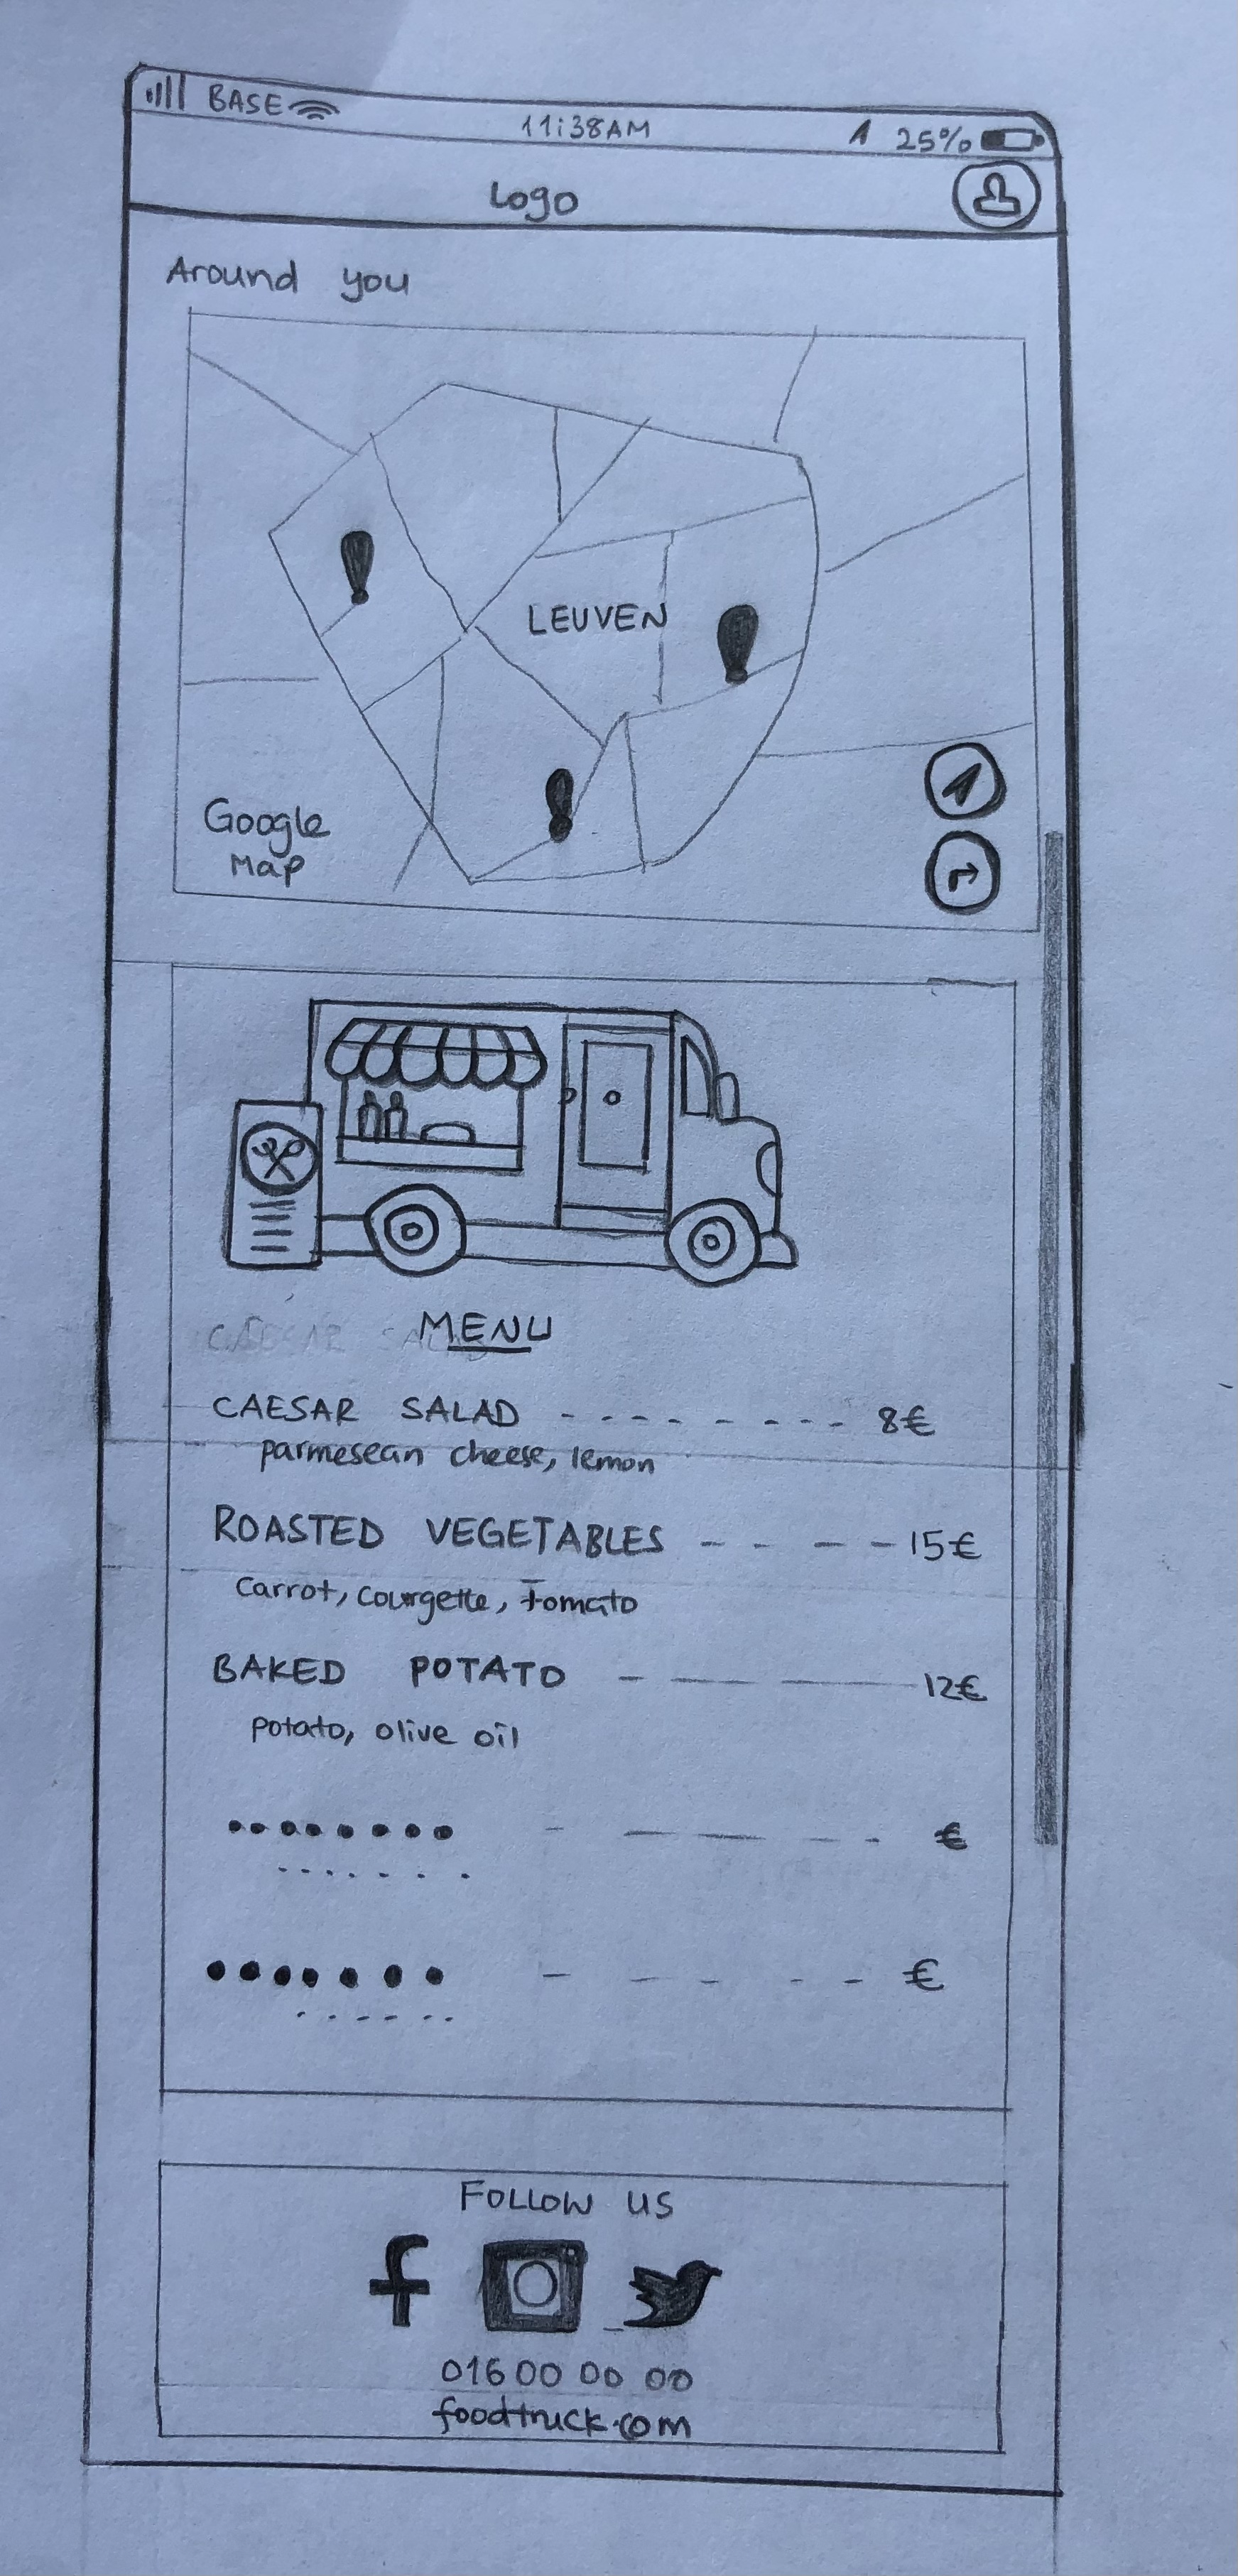 BASE 11:38AM 25%
Logo
Around you
LEUVEN
Google
Map
MENU
CAESAR SALAD - - - - - - - - - 8€
parmesean cheese, lemon
ROASTED VEGETABLES - - - - 15€
Carrot, courgette, tomato
BAKED POTATO - - - 12€
potato, olive oil
€
€
FOLLOW US
016 00 00 00
foodtruck.com